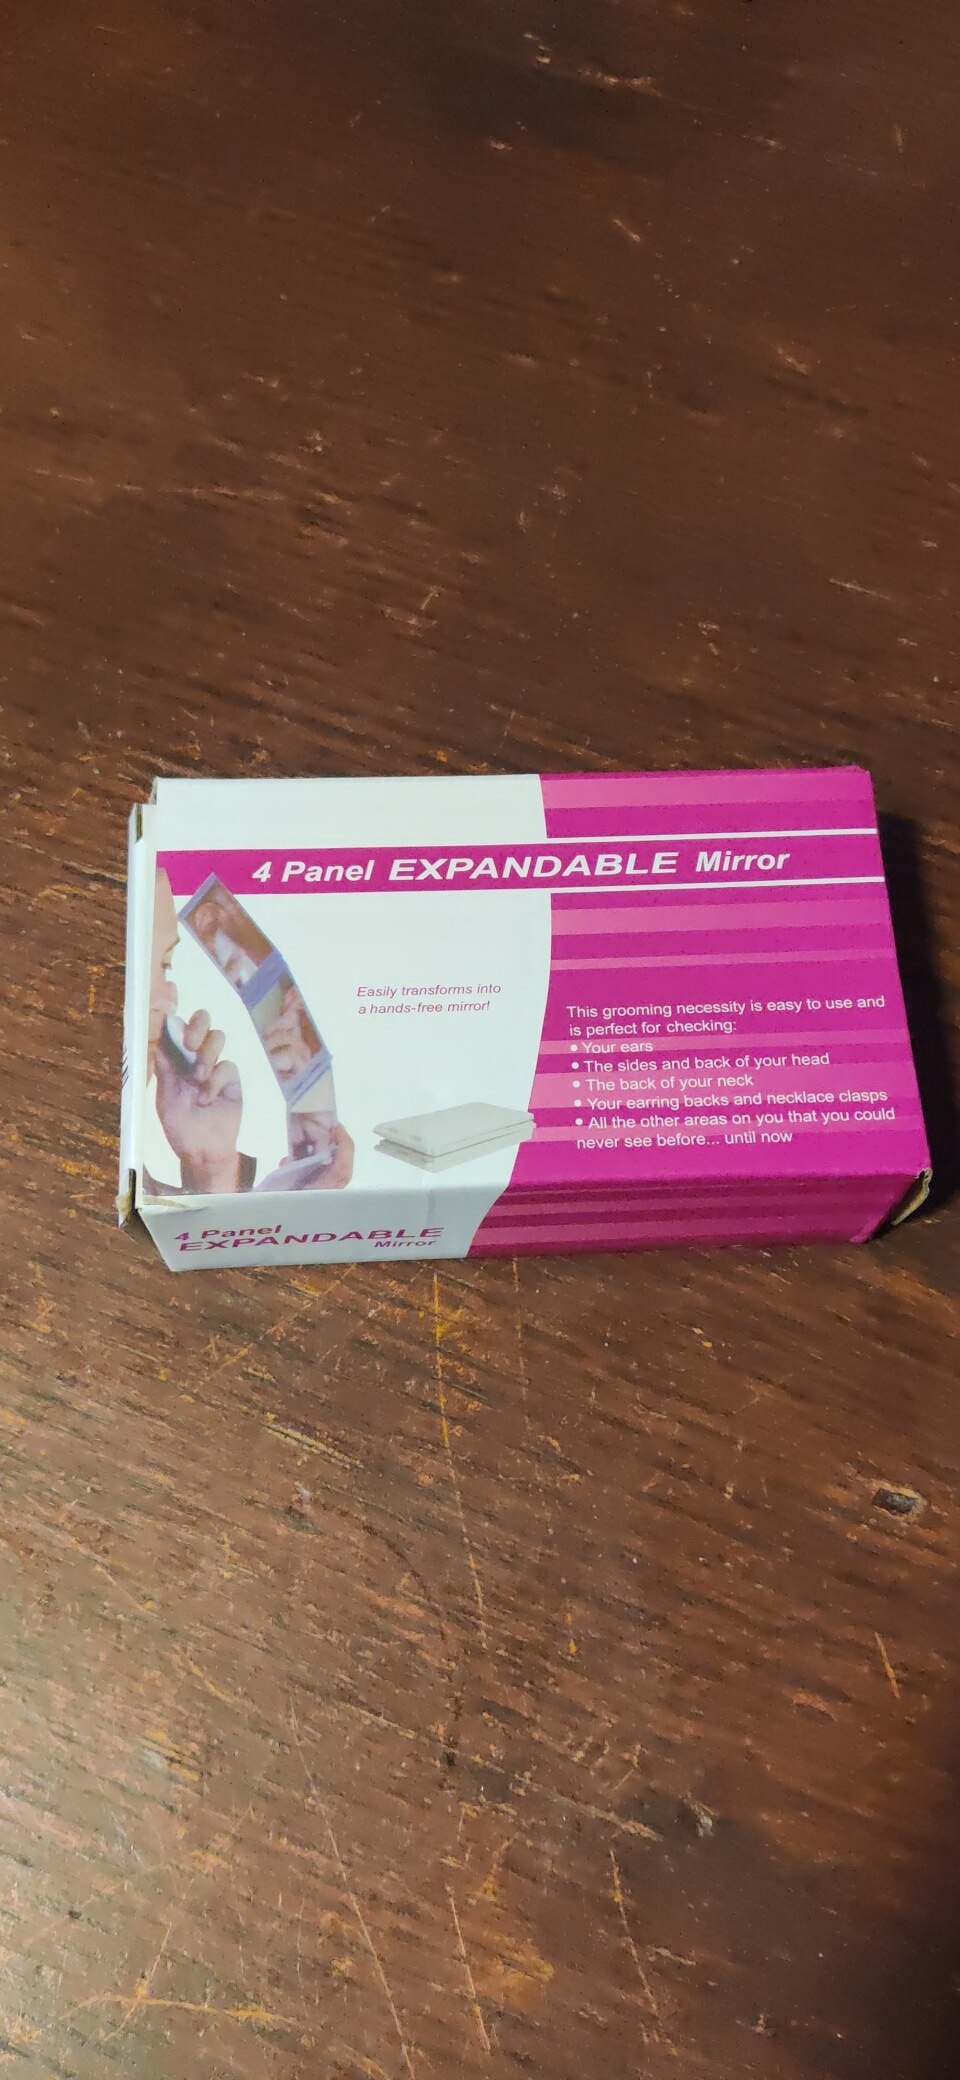 4 Panel EXPANDABLE Mirror
Easily transforms into
a hands-free mirror!
This grooming necessity is easy to use and
is perfect for checking:
• Your ears
• The sides and back of your head
• The back of your neck
• Your earring backs and necklace clasps
• All the other areas on you that you could
never see before... until now
4 Panel
EXPANDABLE
Mirror